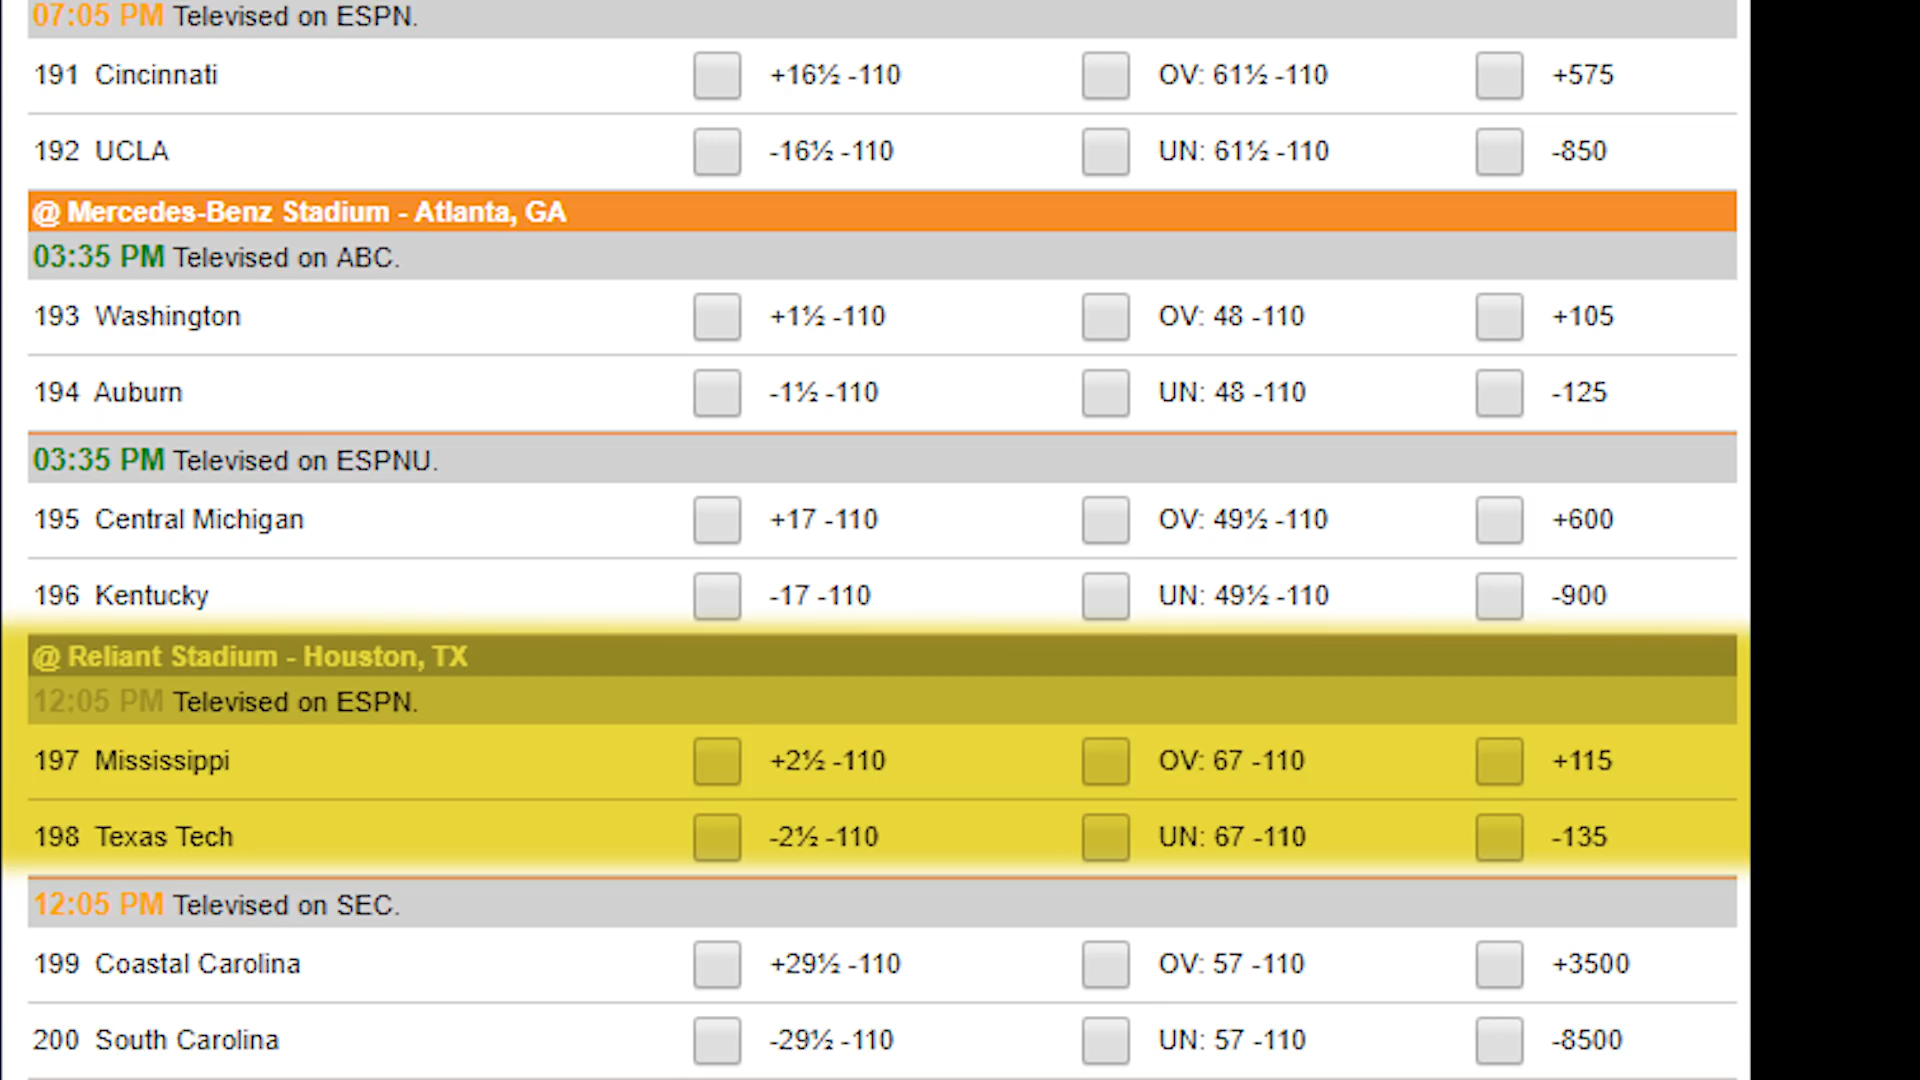 07:05 PM Televised on ESPN.
191 Cincinnati +16½ -110 OV: 61½ -110 +575
192 UCLA -16½ -110 UN: 61½ -110 -850
@ Mercedes-Benz Stadium - Atlanta, GA
03:35 PM Televised on ABC.
193 Washington +1½ -110 OV: 48 -110 +105
194 Auburn -1½ -110 UN: 48 -110 -125
03:35 PM Televised on ESPNU.
195 Central Michigan +17 -110 OV: 49½ -110 +600
196 Kentucky -17 -110 UN: 49½ -110 -900
@ Reliant Stadium - Houston, TX
12:05 PM Televised on ESPN.
197 Mississippi +2½ -110 OV: 67 -110 +115
198 Texas Tech -2½ -110 UN: 67 -110 -135
12:05 PM Televised on SEC.
199 Coastal Carolina +29½ -110 OV: 57 -110 +3500
200 South Carolina -29½ -110 UN: 57 -110 -8500